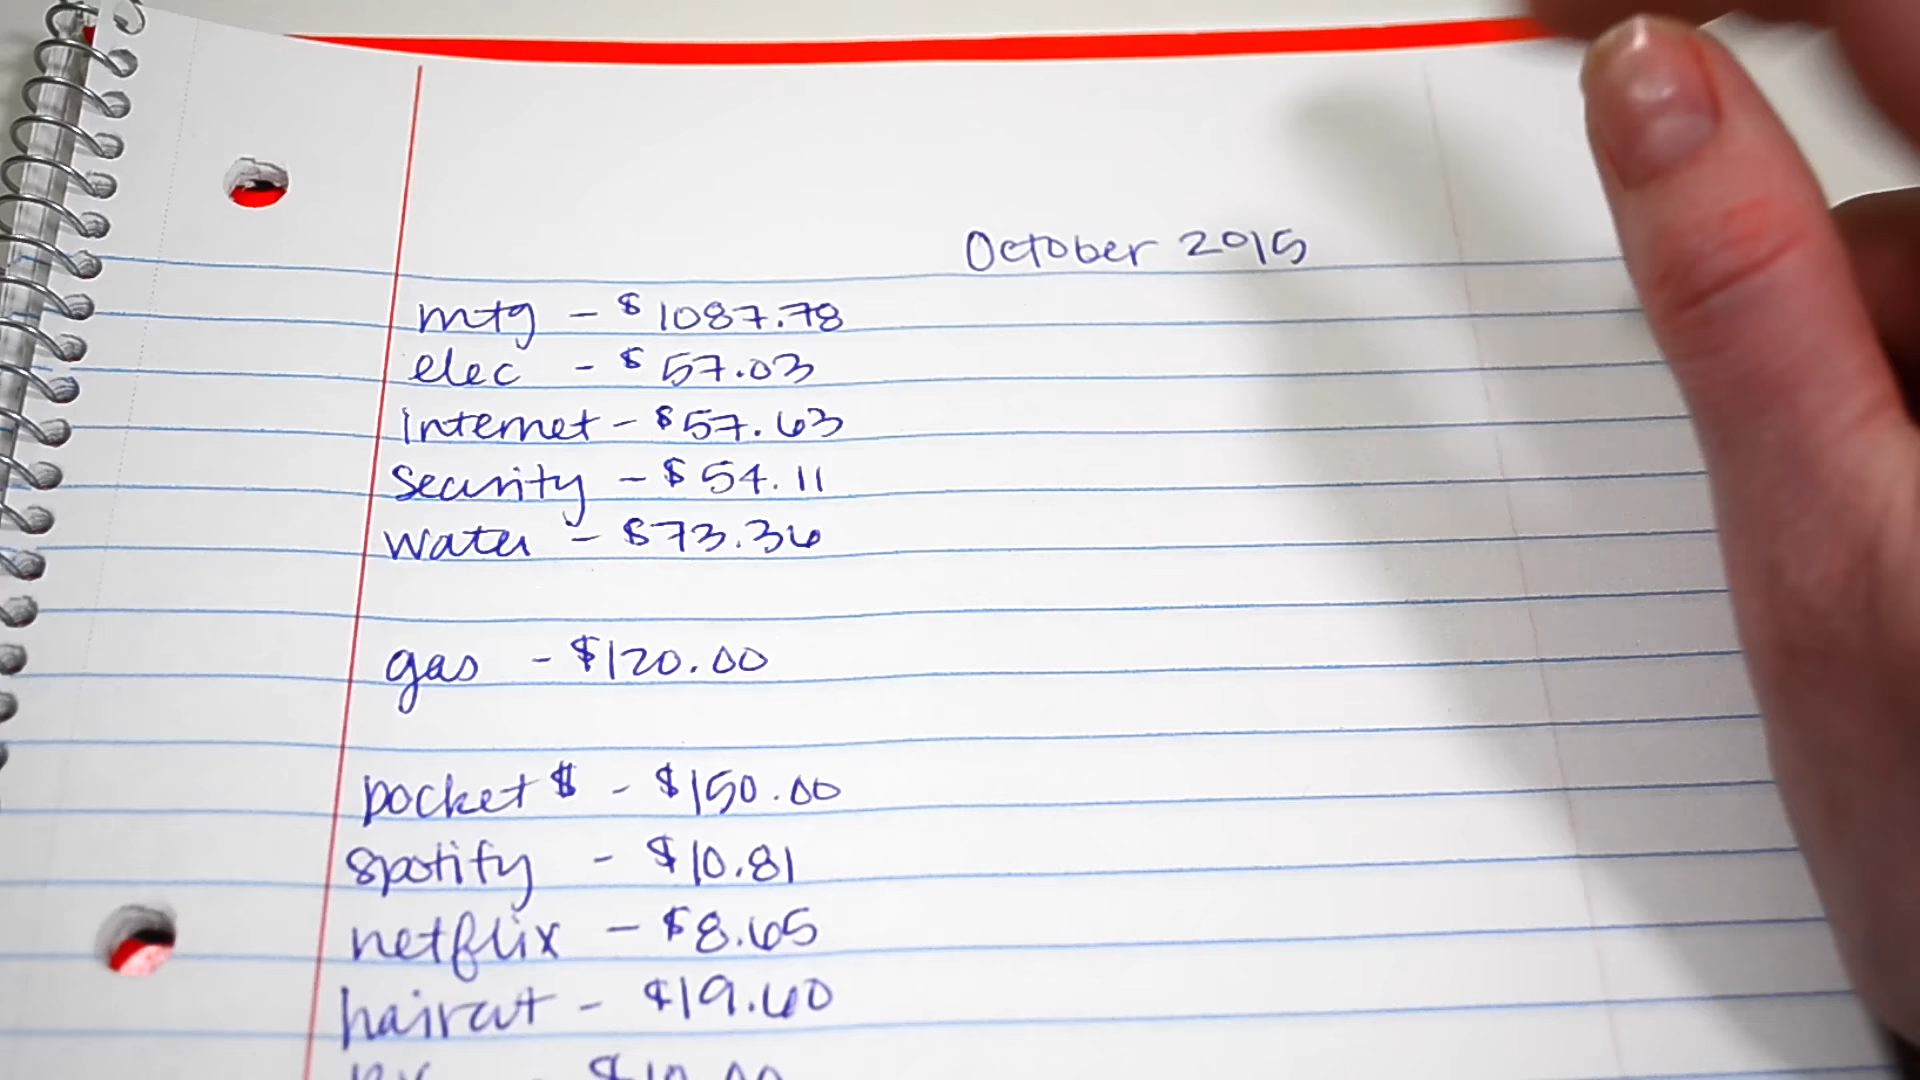 October 2015
mtg - $1087.78
elec - $57.03
internet - $57.63
security - $54.11
water - $73.36
gas - $120.00
pocket $ - $150.00
spotify - $10.81
netflix - $8.65
haircut - $19.60